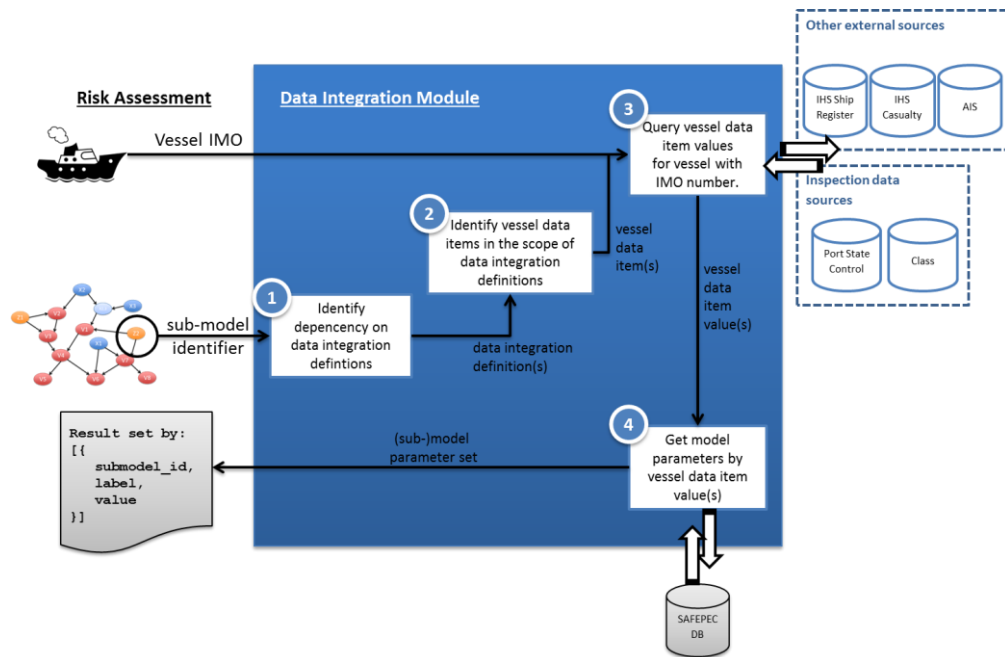 Other external sources
IHS Ship
Register
IHS
Casualty
AIS
Risk Assessment
Data Integration Module
Vessel IMO
3
Query vessel data
item values
for vessel with
IMO number.
Inspection data
sources
Port State
Control
Class
2
Identify vessel data
items in the scope of
data integration
definitions
vessel
data
item(s)
vessel
data
item
value(s)
1
Identify
depencency on
data integration
defintions
sub-model
identifier
data integration
definition(s)
Result set by:
[{
submodel_id,
label,
value
}]
(sub-)model
parameter set
4
Get model
parameters by
vessel data item
value(s)
SAFEPEC
DB